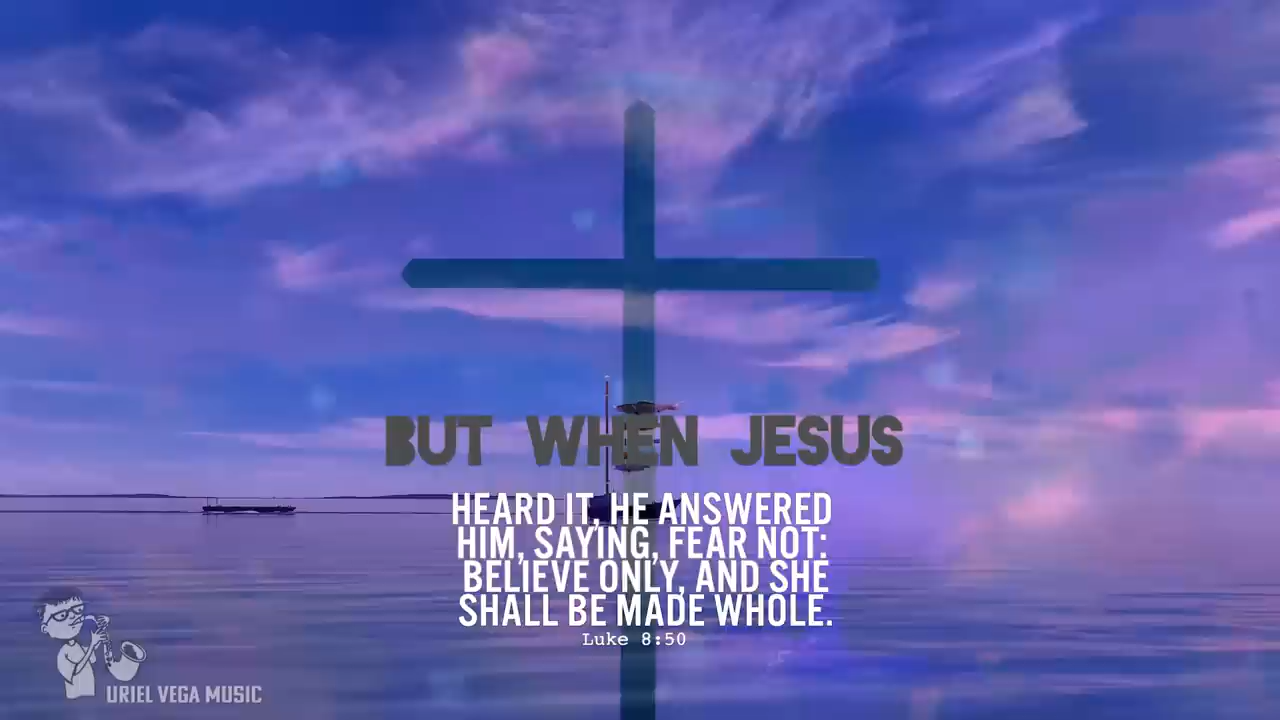 BUT WHEN JESUS
HEARD IT, HE ANSWERED
HIM, SAYING, FEAR NOT:
BELIEVE ONLY, AND SHE
SHALL BE MADE WHOLE.
Luke 8:50
URIEL VEGA MUSIC